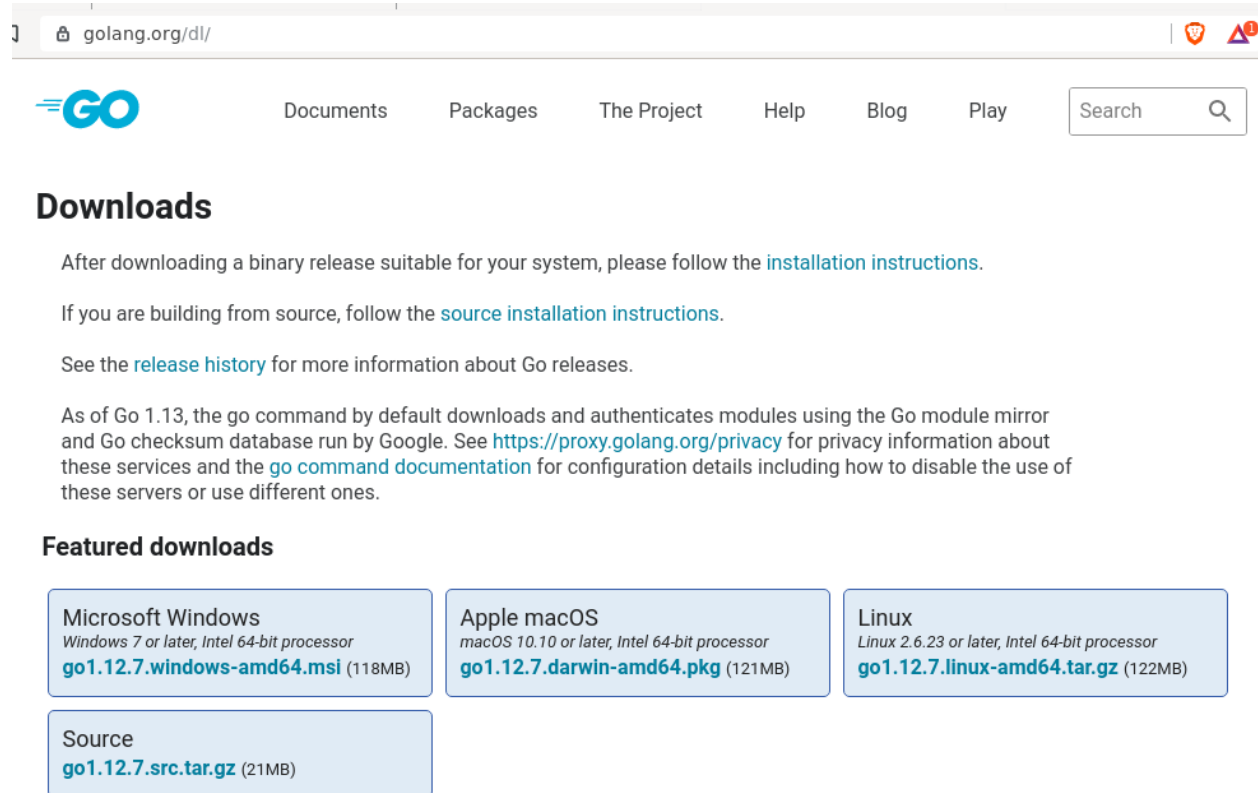 golang.org/dl/
1
GO
Documents Packages The Project Help Blog Play Search
Downloads
After downloading a binary release suitable for your system, please follow the installation instructions.
If you are building from source, follow the source installation instructions.
See the release history for more information about Go releases.
As of Go 1.13, the go command by default downloads and authenticates modules using the Go module mirror
and Go checksum database run by Google. See https://proxy.golang.org/privacy for privacy information about
these services and the go command documentation for configuration details including how to disable the use of
these servers or use different ones.
Featured downloads
Microsoft Windows
Windows 7 or later, Intel 64-bit processor
go1.12.7.windows-amd64.msi (118MB)
Apple macOS
macOS 10.10 or later, Intel 64-bit processor
go1.12.7.darwin-amd64.pkg (121MB)
Linux
Linux 2.6.23 or later, Intel 64-bit processor
go1.12.7.linux-amd64.tar.gz (122MB)
Source
go1.12.7.src.tar.gz (21MB)